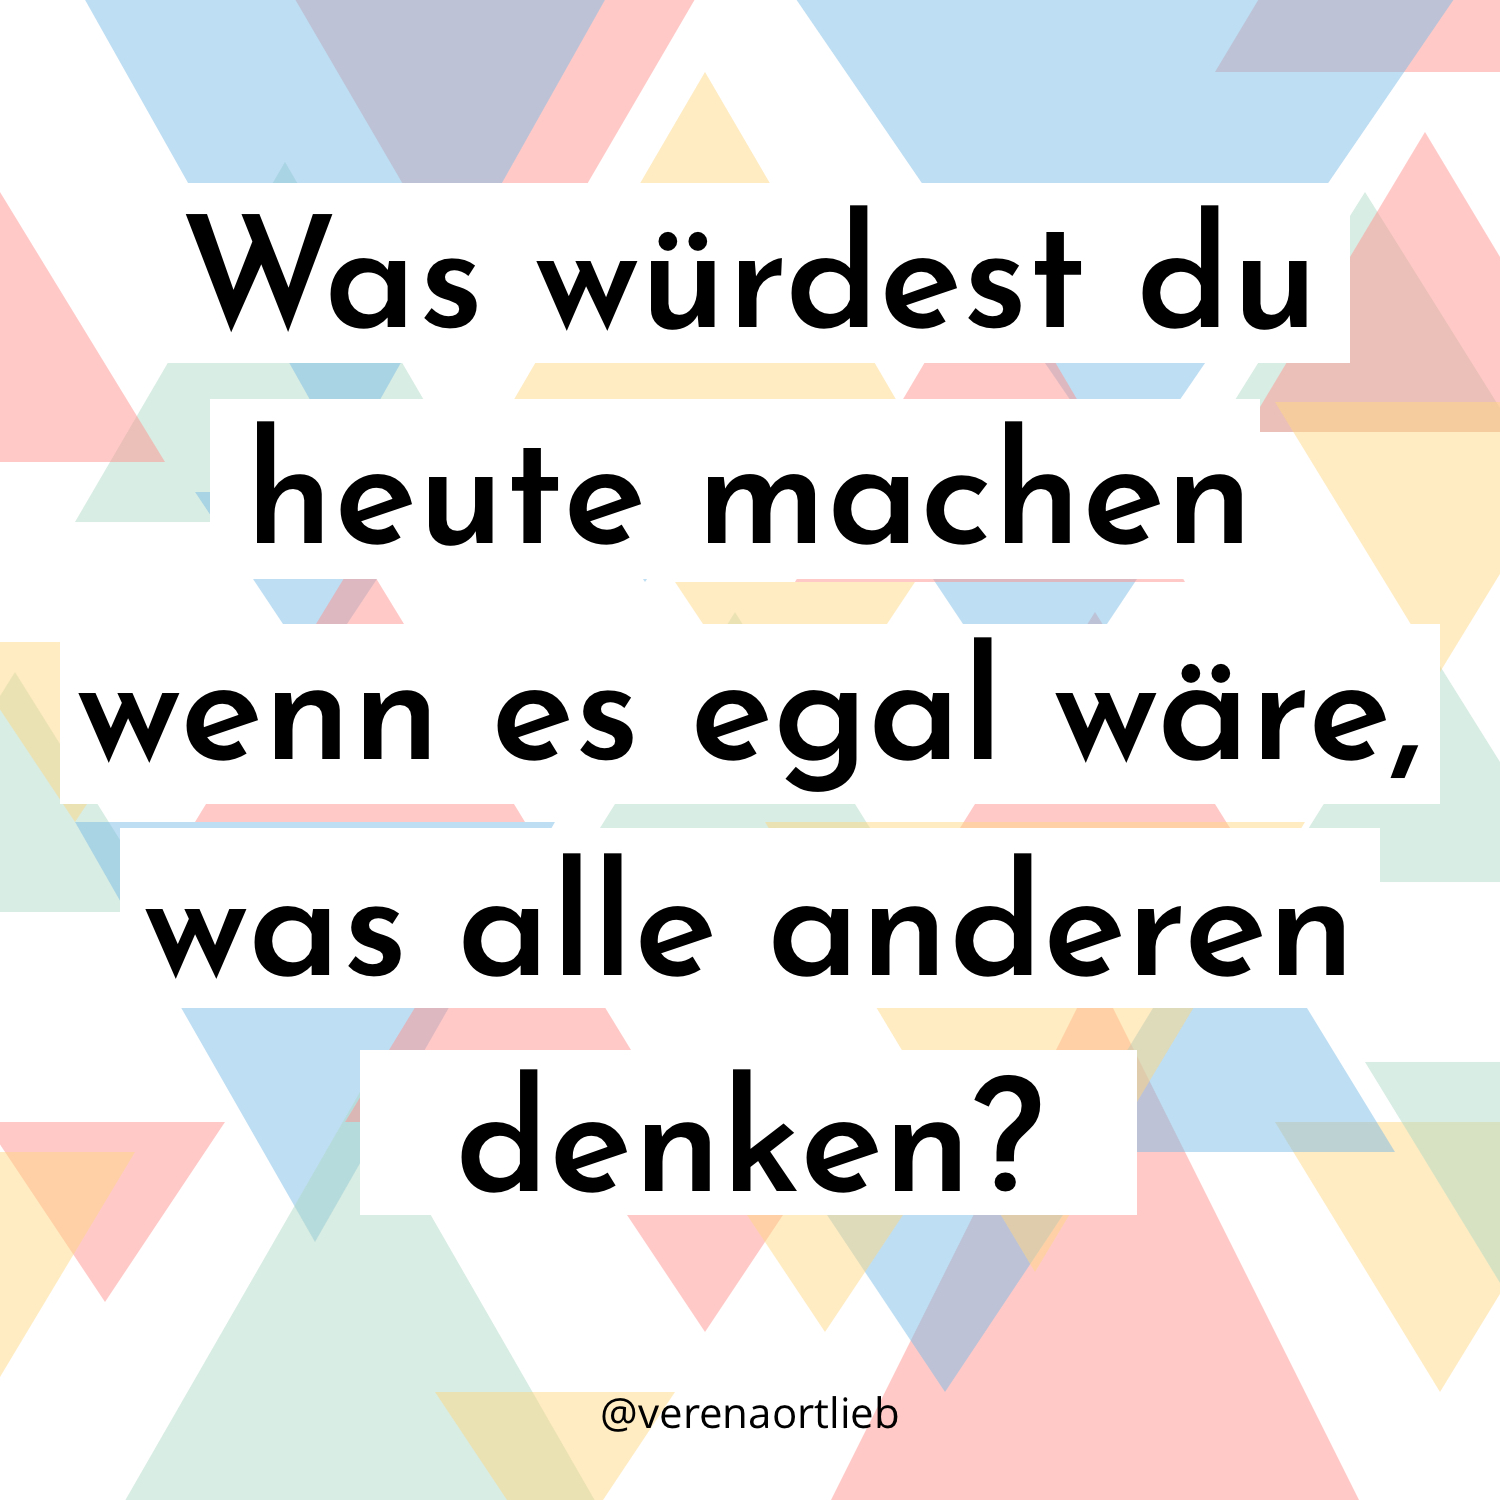 Was würdest du
heute machen
wenn es egal wäre,
was alle anderen
denken?
@verenaortlieb